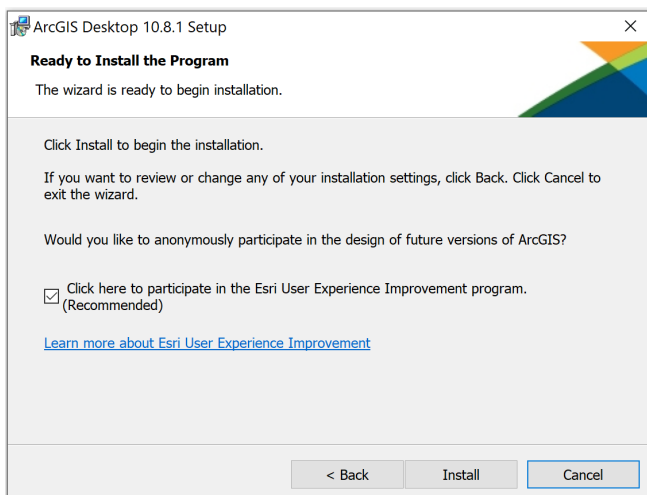 ArcGIS Desktop 10.8.1 Setup
Ready to Install the Program
The wizard is ready to begin installation.
Click Install to begin the installation.
If you want to review or change any of your installation settings, click Back. Click Cancel to
exit the wizard.
Would you like to anonymously participate in the design of future versions of ArcGIS?
Click here to participate in the Esri User Experience Improvement program.
(Recommended)
Learn more about Esri User Experience Improvement
< Back Install Cancel